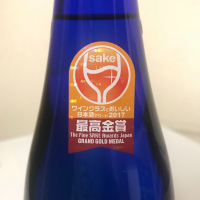 sake
ワイングラスでおいしい
日本酒アワード2017
最高金賞
The Fine SAKE Awards Japan
GRAND GOLD MEDAL